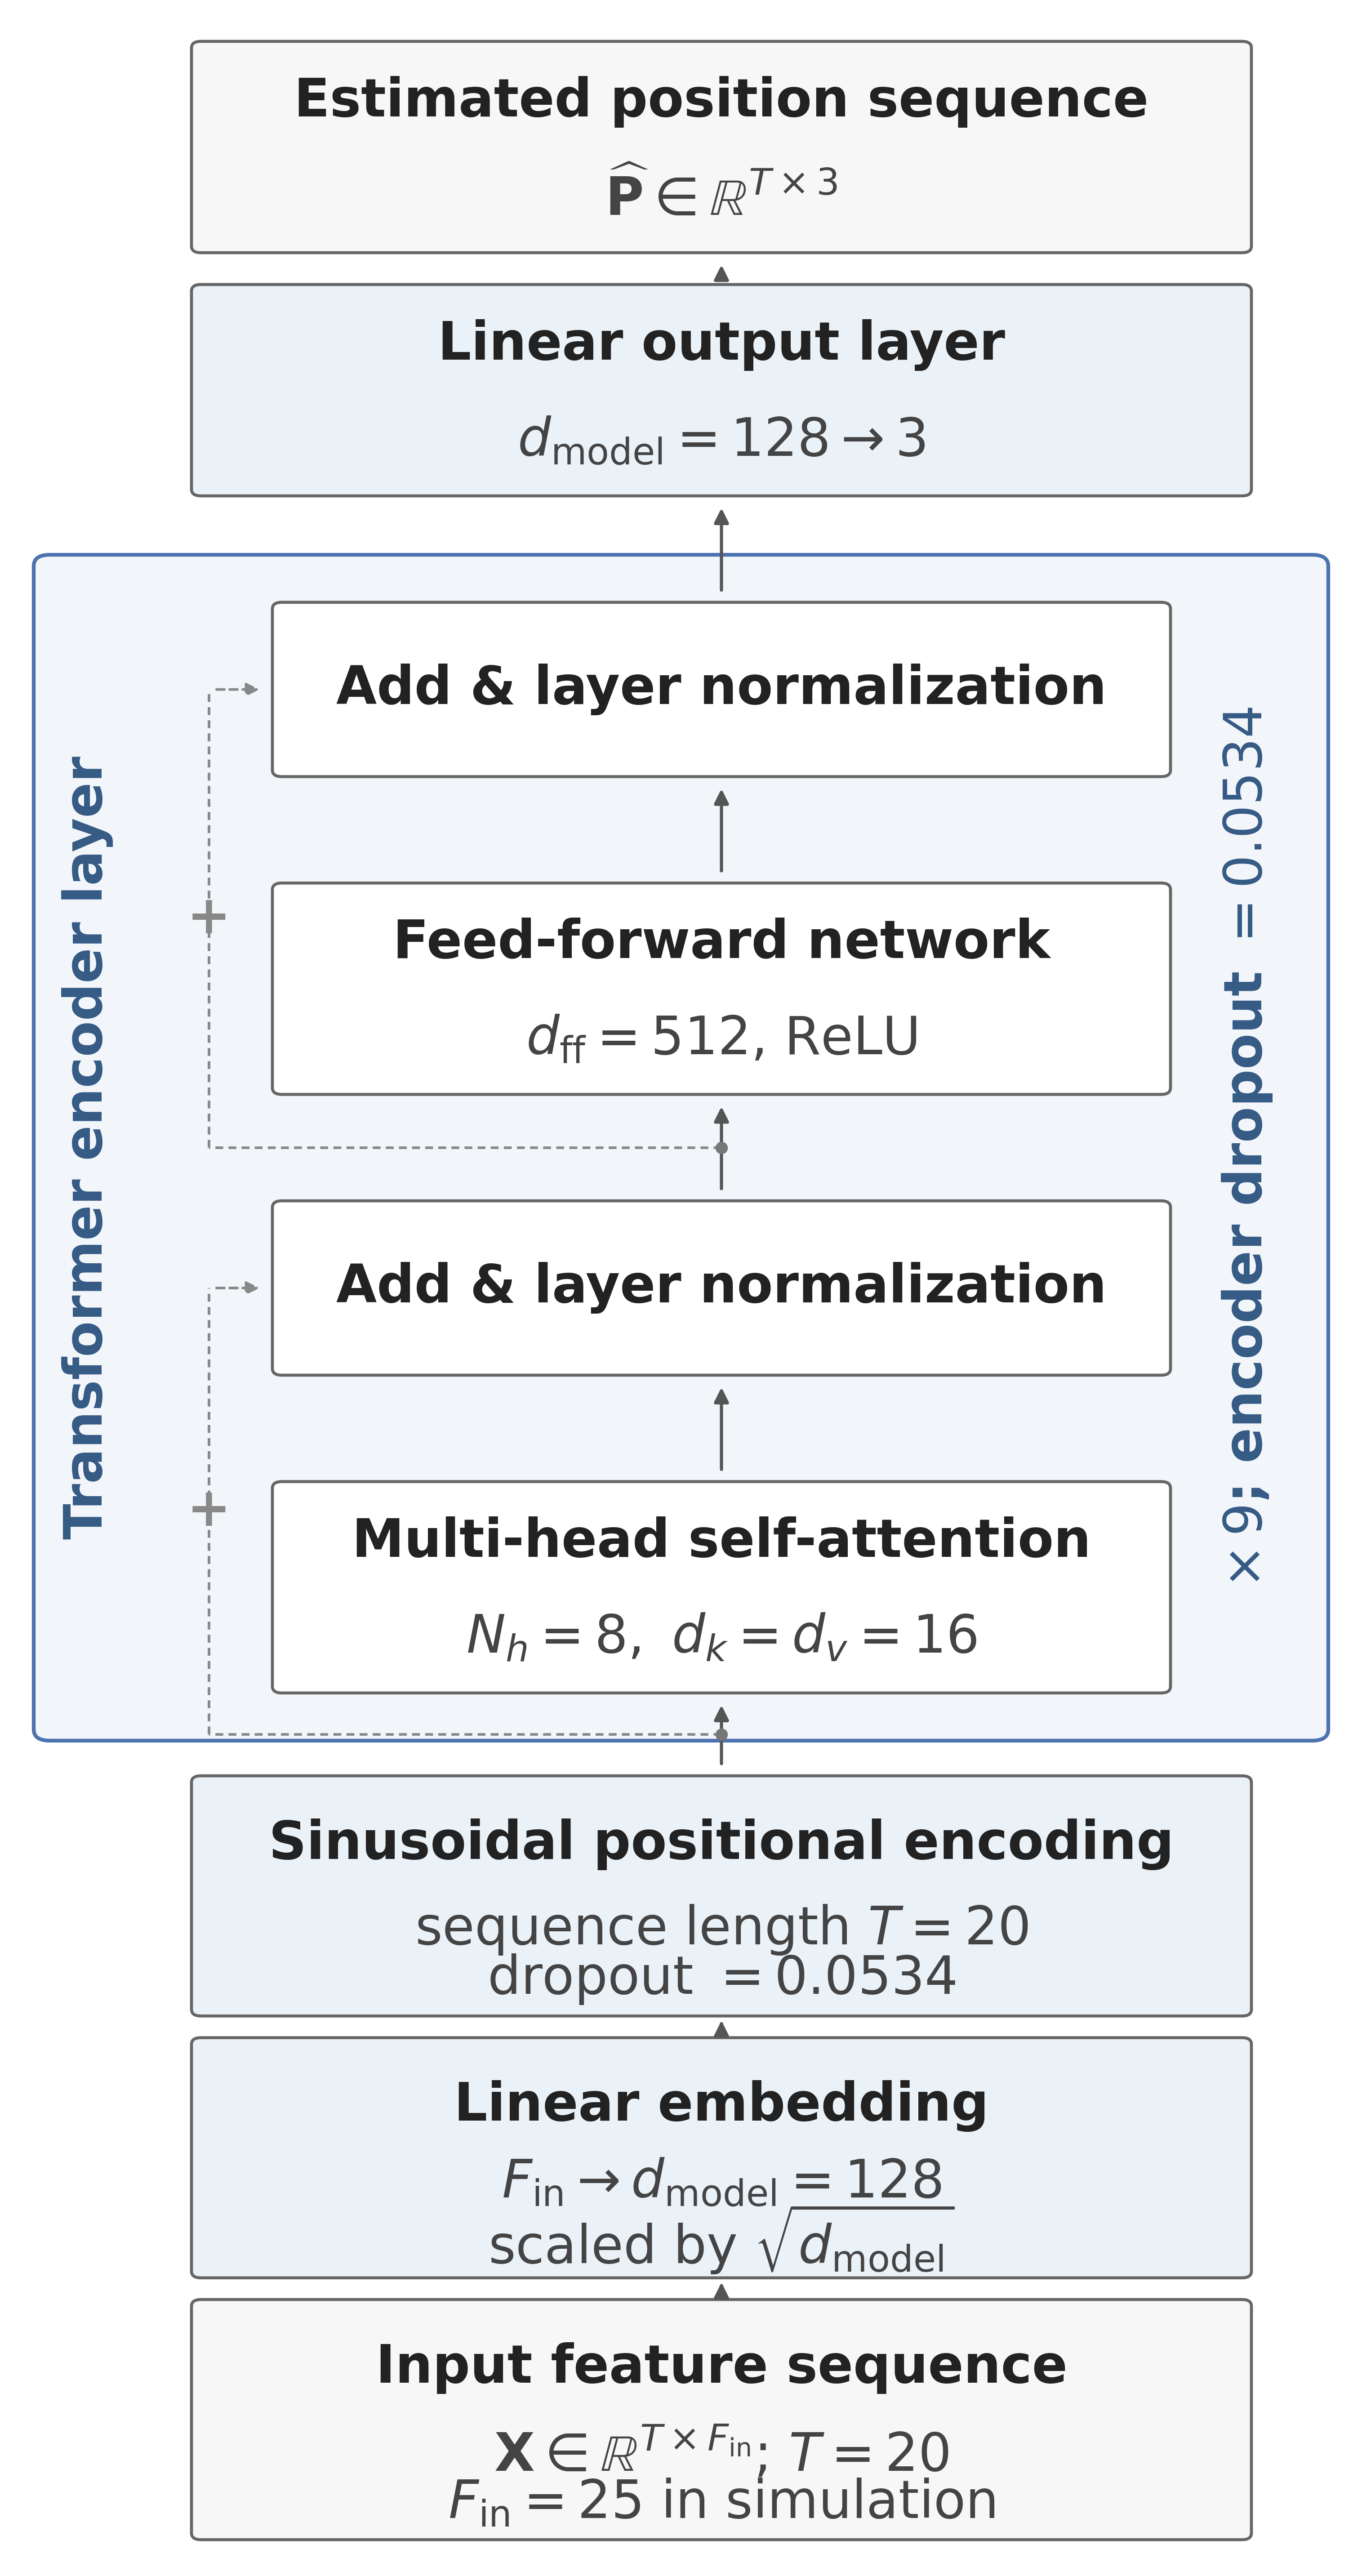 Estimated position sequence
P̂ ∈ ℝ^{T×3}
Linear output layer
d_model = 128 → 3
Transformer encoder layer
Add & layer normalization
+
Feed-forward network
d_ff = 512, ReLU
Add & layer normalization
+
Multi-head self-attention
N_h = 8, d_k = d_v = 16
× 9; encoder dropout = 0.0534
Sinusoidal positional encoding
sequence length T = 20
dropout = 0.0534
Linear embedding
F_in → d_model = 128
scaled by √d_model
Input feature sequence
X ∈ ℝ^{T×F_in}; T = 20
F_in = 25 in simulation